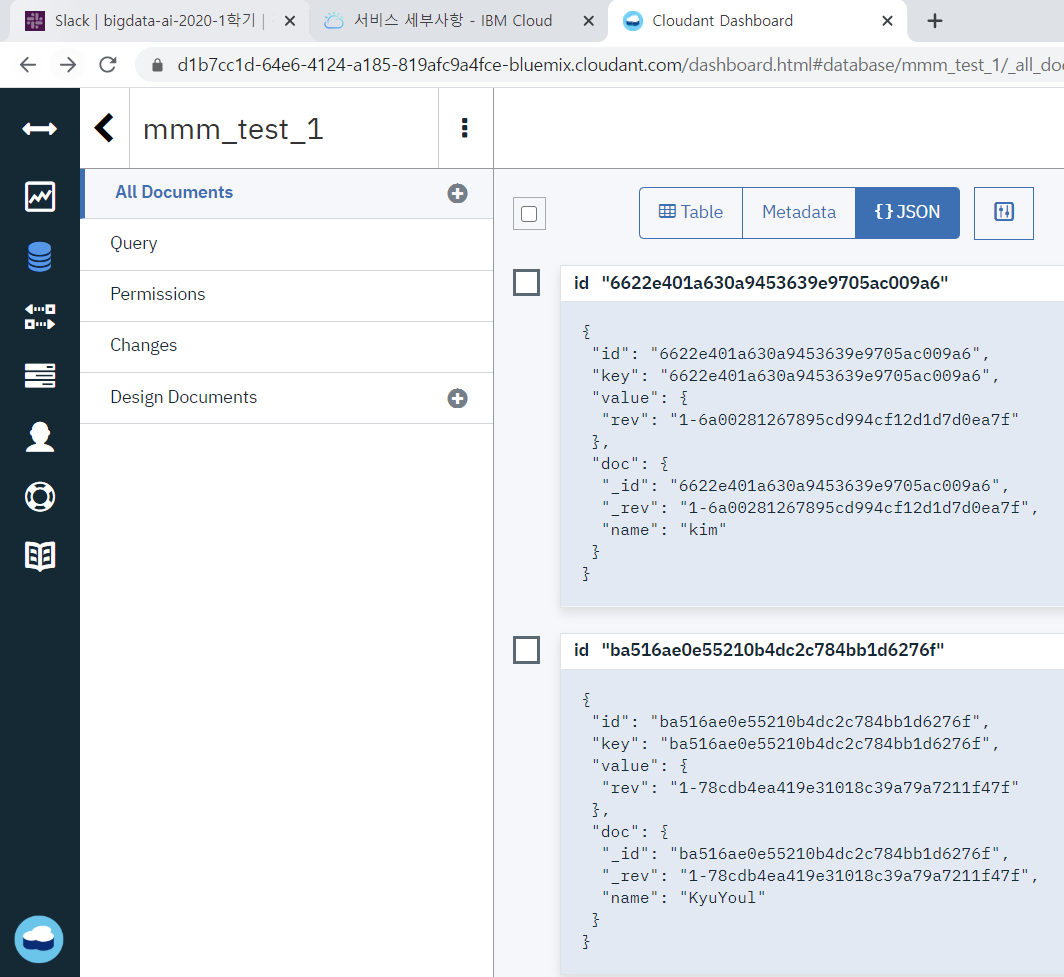 Slack | bigdata-ai-2020-1학기 |
서비스 세부사항 - IBM Cloud
Cloudant Dashboard
d1b7cc1d-64e6-4124-a185-819afc9a4fce-bluemix.cloudant.com/dashboard.html#database/mmm_test_1/_all_doc
mmm_test_1
All Documents
Query
Permissions
Changes
Design Documents
Table
Metadata
{} JSON
id "6622e401a630a9453639e9705ac009a6"
{
"id": "6622e401a630a9453639e9705ac009a6",
"key": "6622e401a630a9453639e9705ac009a6",
"value": {
"rev": "1-6a00281267895cd994cf12d1d7d0ea7f"
},
"doc": {
"_id": "6622e401a630a9453639e9705ac009a6",
"_rev": "1-6a00281267895cd994cf12d1d7d0ea7f",
"name": "kim"
}
}
id "ba516ae0e55210b4dc2c784bb1d6276f"
{
"id": "ba516ae0e55210b4dc2c784bb1d6276f",
"key": "ba516ae0e55210b4dc2c784bb1d6276f",
"value": {
"rev": "1-78cdb4ea419e31018c39a79a7211f47f"
},
"doc": {
"_id": "ba516ae0e55210b4dc2c784bb1d6276f",
"_rev": "1-78cdb4ea419e31018c39a79a7211f47f",
"name": "KyuYoul"
}
}